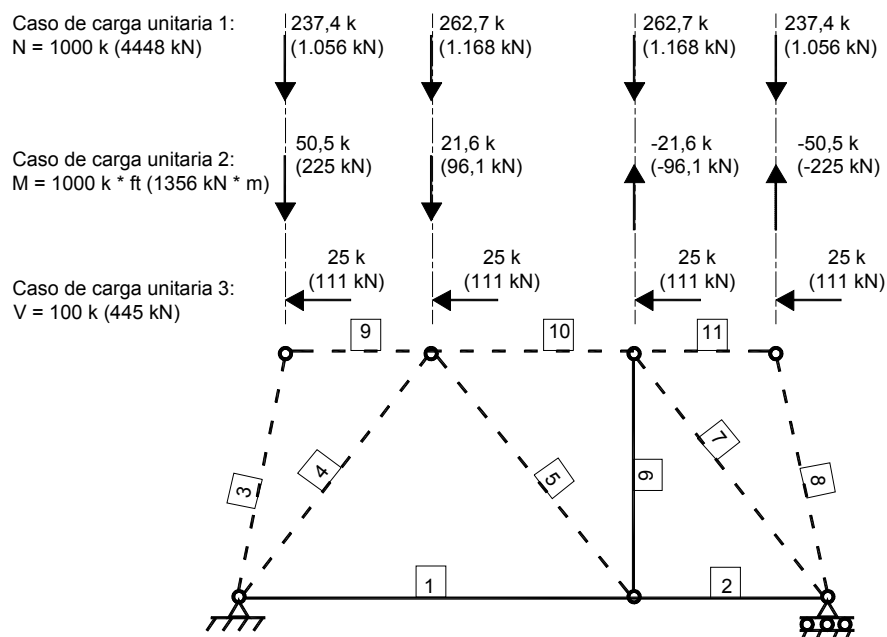 Caso de carga unitaria 1:
N = 1000 k (4448 kN)
237,4 k
(1.056 kN)
262,7 k
(1.168 kN)
262,7 k
(1.168 kN)
237,4 k
(1.056 kN)
Caso de carga unitaria 2:
M = 1000 k * ft (1356 kN * m)
50,5 k
(225 kN)
21,6 k
(96,1 kN)
-21,6 k
(-96,1 kN)
-50,5 k
(-225 kN)
Caso de carga unitaria 3:
V = 100 k (445 kN)
25 k
(111 kN)
25 k
(111 kN)
25 k
(111 kN)
25 k
(111 kN)
9
10
11
3
4
5
6
7
8
1
2